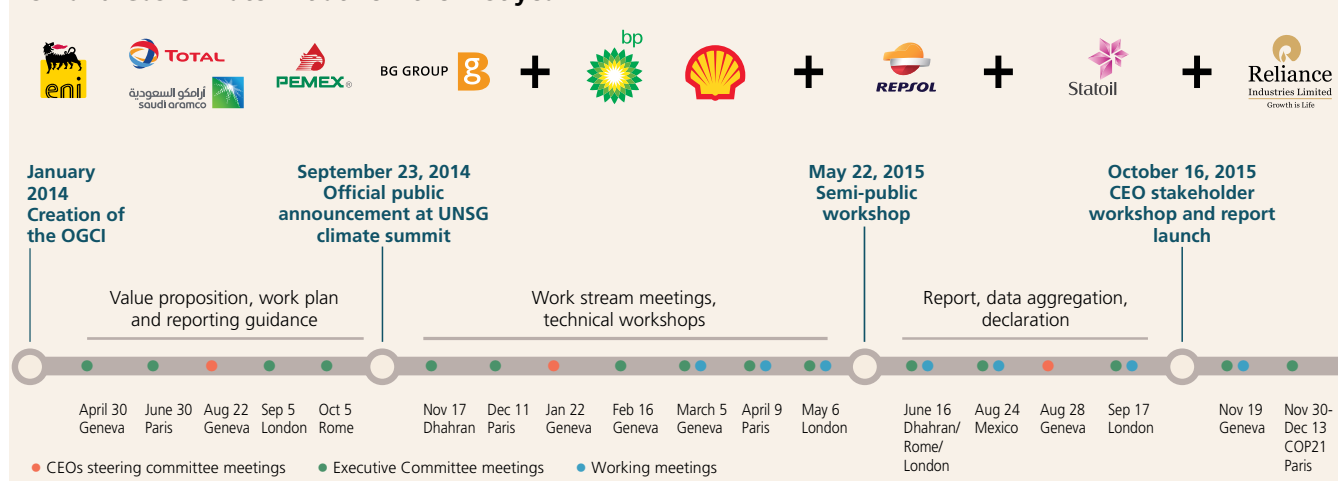 eni
TOTAL
أرامكو السعودية
saudi aramco
PEMEX®
BG GROUP
g
+
bp
+
REPSOL
+
Statoil
+
Reliance
Industries Limited
Growth is Life
January
2014
Creation of
the OGCI
September 23, 2014
Official public
announcement at UNSG
climate summit
May 22, 2015
Semi-public
workshop
October 16, 2015
CEO stakeholder
workshop and report
launch
Value proposition, work plan
and reporting guidance
Work stream meetings,
technical workshops
Report, data aggregation,
declaration
April 30
Geneva
June 30
Paris
Aug 22
Geneva
Sep 5
London
Oct 5
Rome
Nov 17
Dhahran
Dec 11
Paris
Jan 22
Geneva
Feb 16
Geneva
March 5
Geneva
April 9
Paris
May 6
London
June 16
Dhahran/
Rome/
London
Aug 24
Mexico
Aug 28
Geneva
Sep 17
London
Nov 19
Geneva
Nov 30-
Dec 13
COP21
Paris
CEOs steering committee meetings
Executive Committee meetings
Working meetings